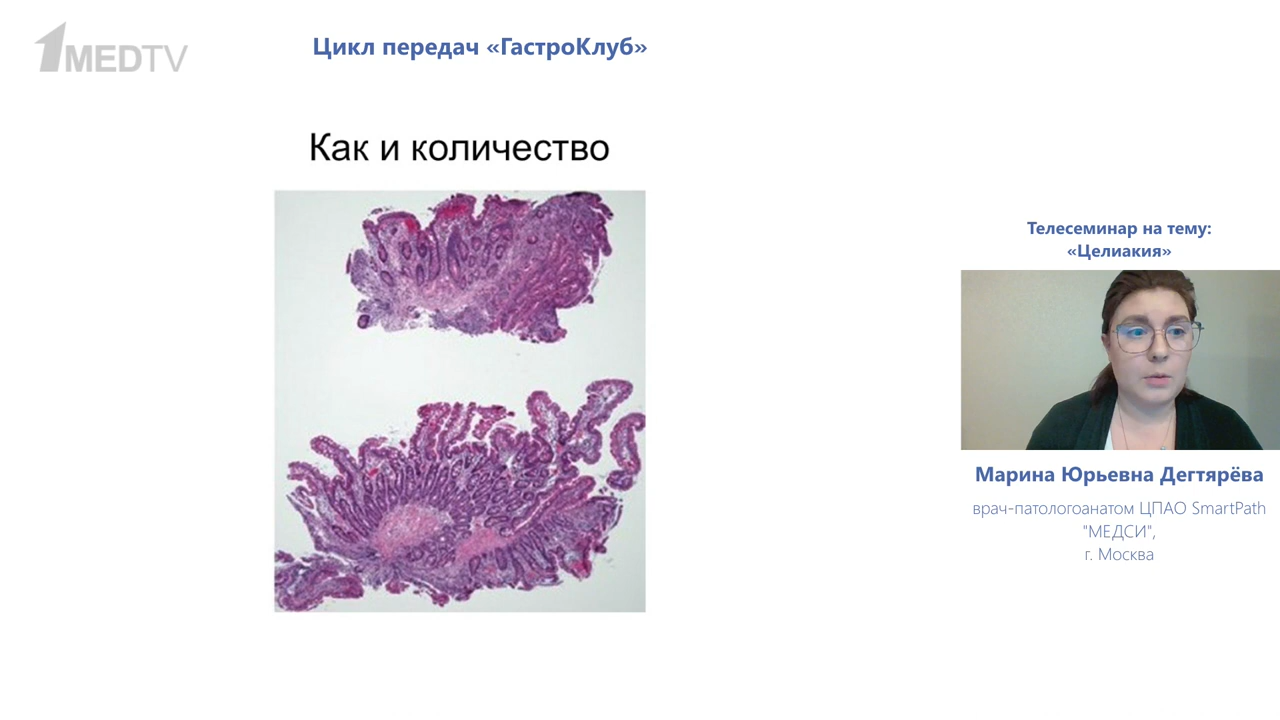 1MEDTV
Цикл передач «ГастроКлуб»
Как и количество
Телесеминар на тему:
«Целиакия»
Марина Юрьевна Дегтярёва
врач-патологоанатом ЦПАО SmartPath
"МЕДСИ",
г. Москва